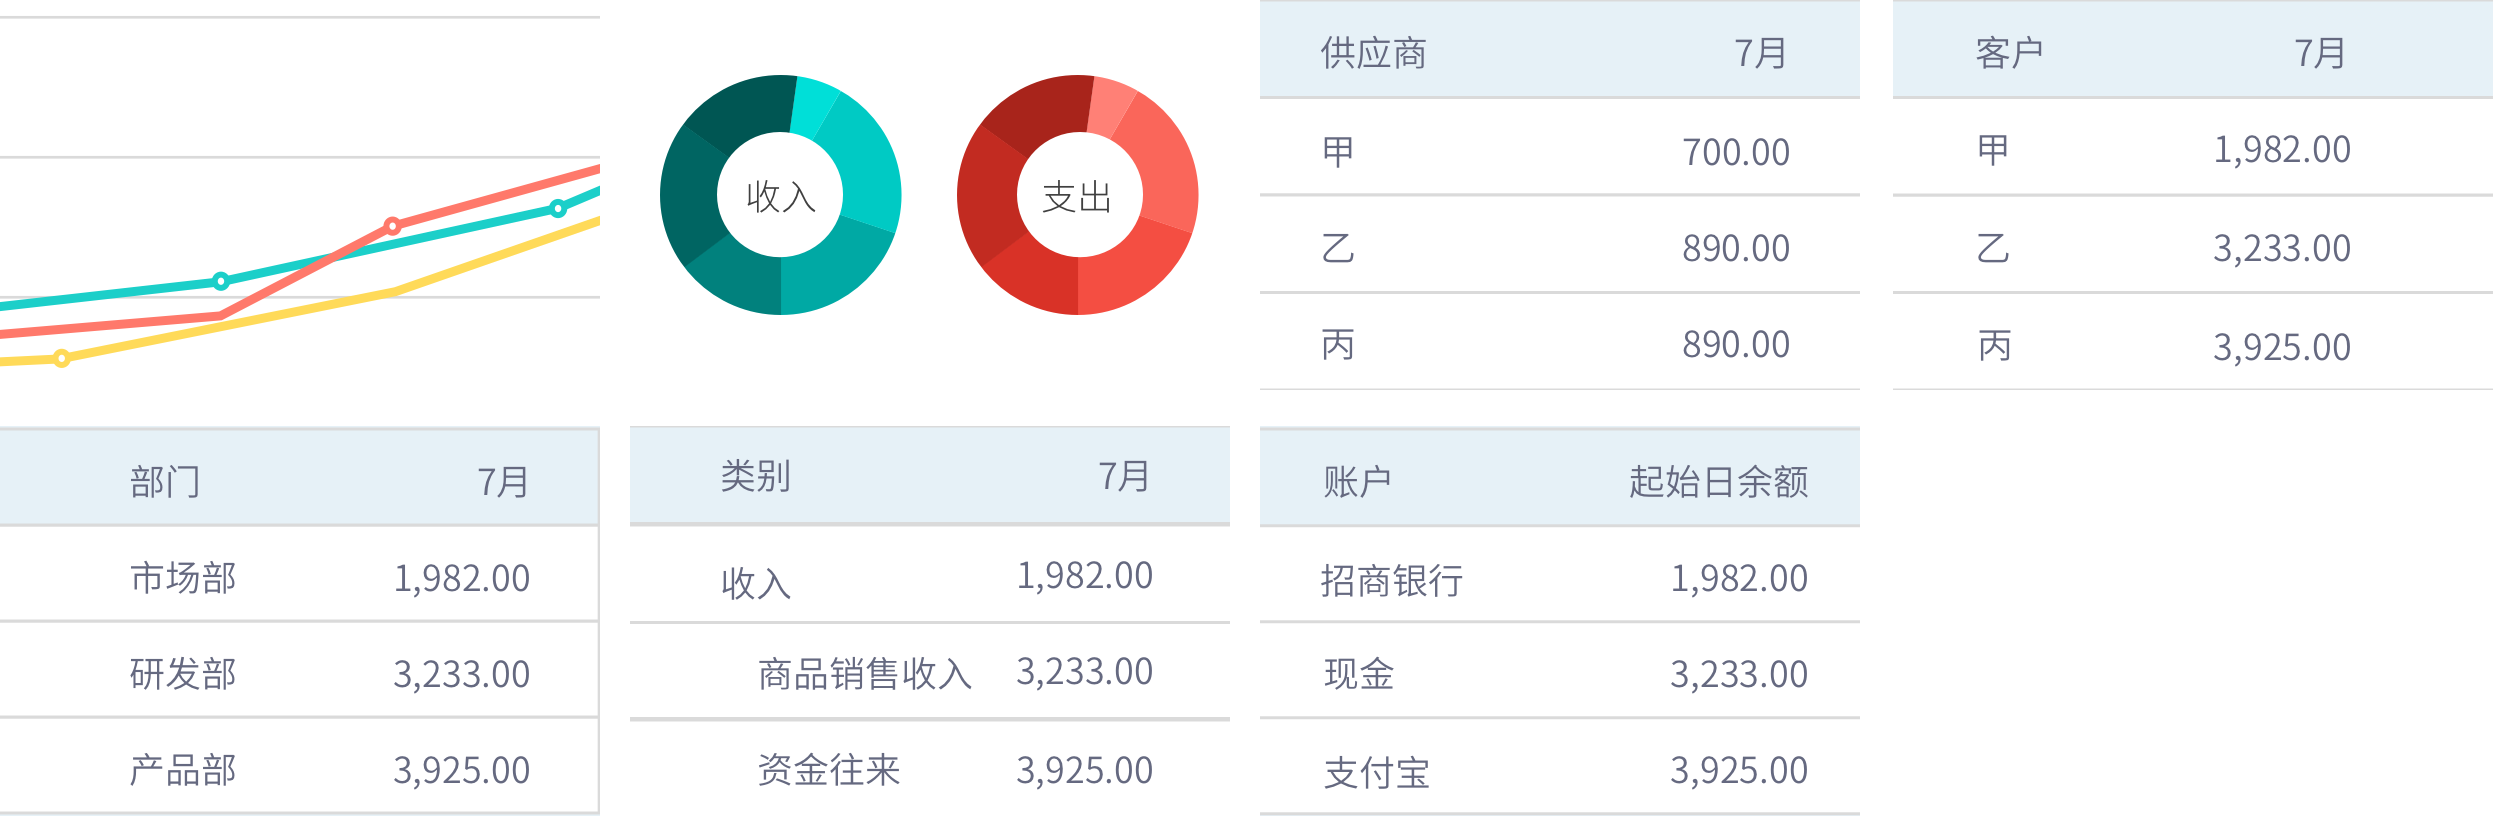 收入
支出
供应商 7月
甲 700.00
乙 890.00
丙 890.00
客户 7月
甲 1,982.00
乙 3,233.00
丙 3,925.00
部门 7月
市场部 1,982.00
研发部 3,233.00
产品部 3,925.00
类别 7月
收入 1,982.00
商品销售收入 3,233.00
资金往来 3,925.00
账户 起始日余额
招商银行 1,982.00
现金 3,233.00
支付宝 3,925.00